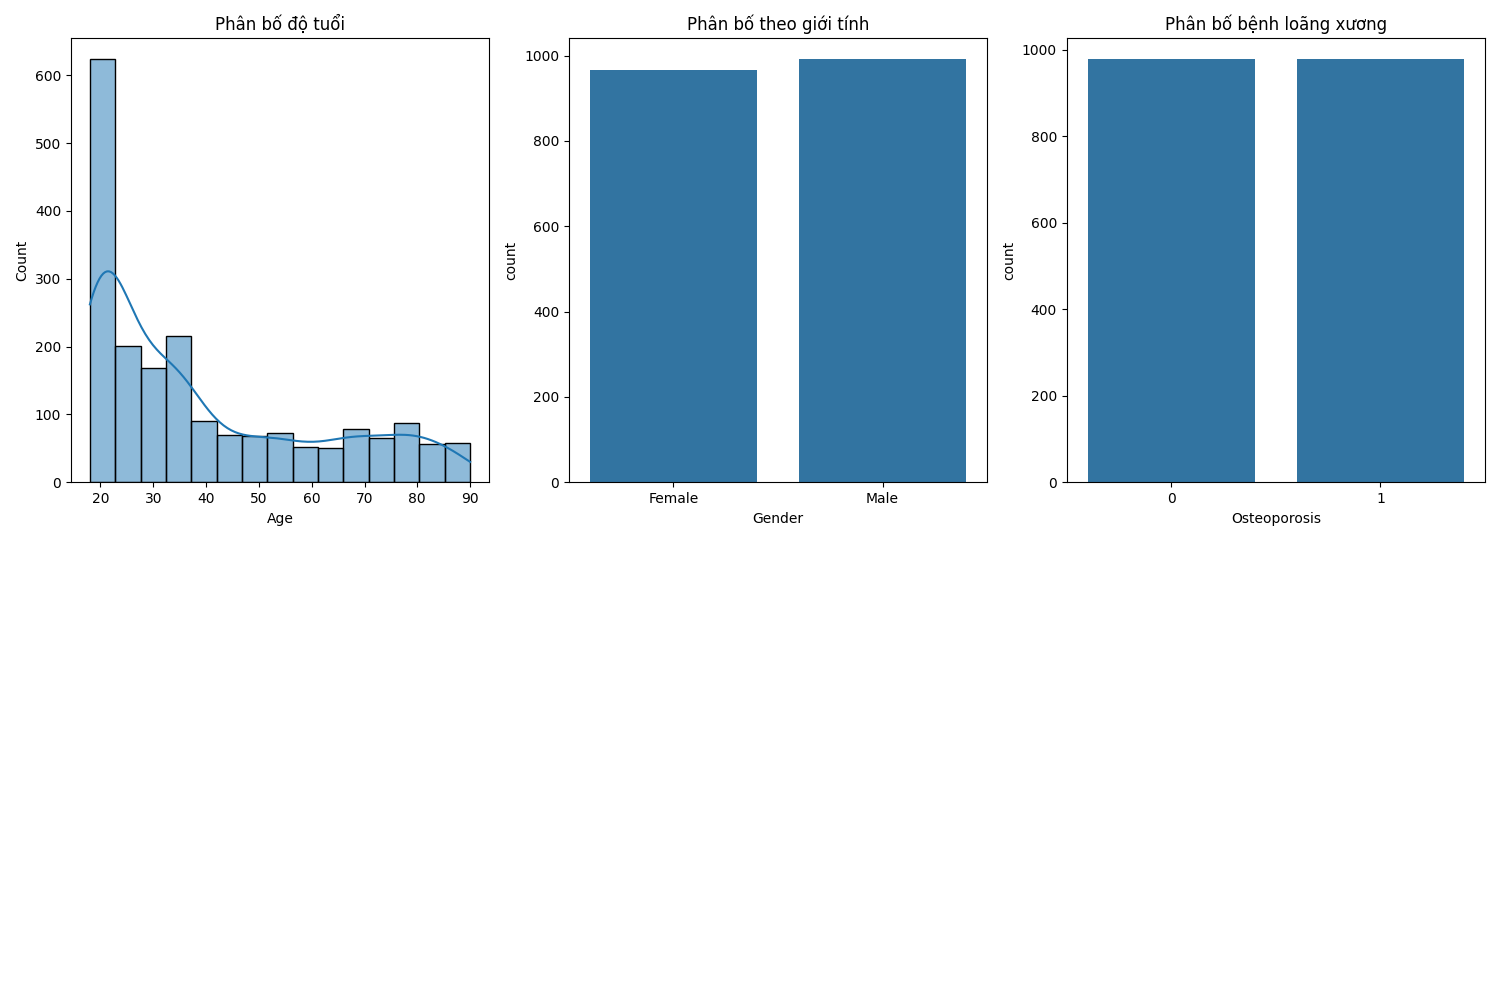 Phân bố độ tuổi
Count
600
500
400
300
200
100
0
20 30 40 50 60 70 80 90
Age
Phân bố theo giới tính
count
1000
800
600
400
200
0
Female Male
Gender
Phân bố bệnh loãng xương
count
1000
800
600
400
200
0
0 1
Osteoporosis